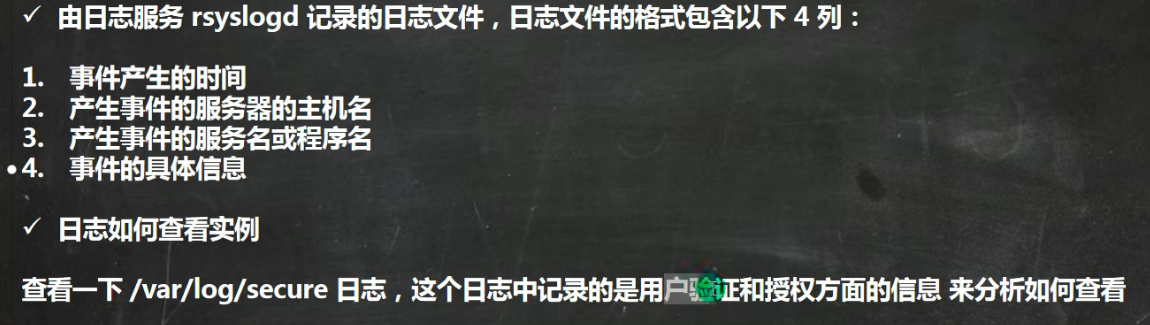 ✓ 由日志服务 rsyslogd 记录的日志文件，日志文件的格式包含以下 4 列：
1. 事件产生的时间
2. 产生事件的服务器的主机名
3. 产生事件的服务名或程序名
4. 事件的具体信息
✓ 日志如何查看实例
查看一下 /var/log/secure 日志，这个日志中记录的是用户验证和授权方面的信息 来分析如何查看